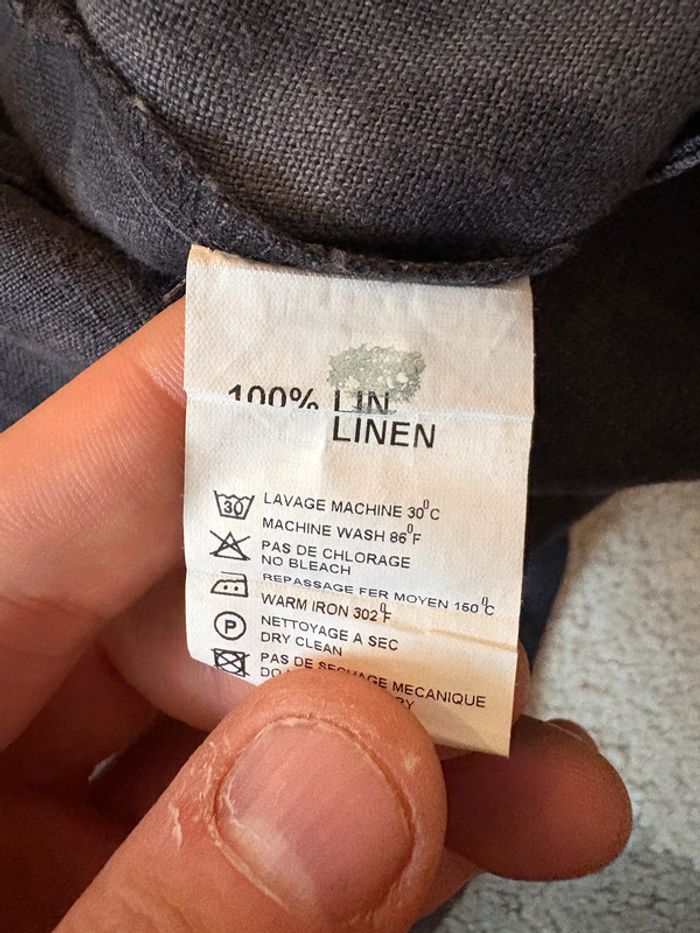 100% LIN
LINEN
30
LAVAGE MACHINE 30°C
MACHINE WASH 86°F
PAS DE CHLORAGE
NO BLEACH
REPASSAGE FER MOYEN 150°C
WARM IRON 302°F
P
NETTOYAGE A SEC
DRY CLEAN
PAS DE SECHAGE MECANIQUE